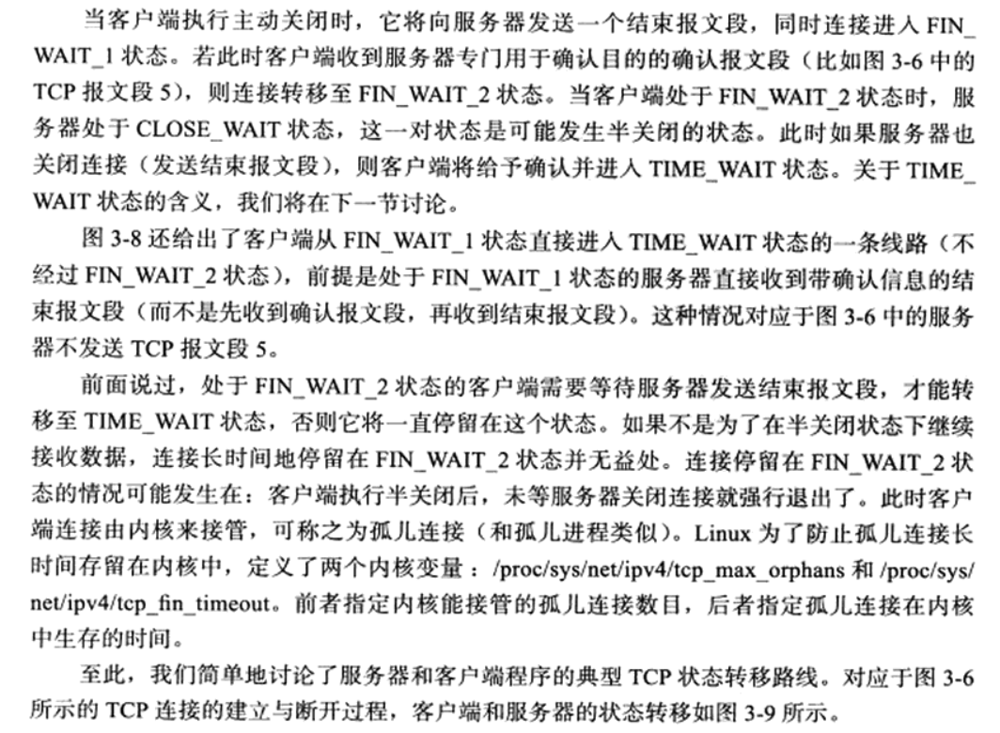 当客户端执行主动关闭时，它将向服务器发送一个结束报文段，同时连接进入 FIN_
WAIT_1 状态。若此时客户端收到服务器专门用于确认目的的确认报文段（比如图 3-6 中的
TCP 报文段 5），则连接转移至 FIN_WAIT_2 状态。当客户端处于 FIN_WAIT_2 状态时，服
务器处于 CLOSE_WAIT 状态，这一对状态是可能发生半关闭的状态。此时如果服务器也
关闭连接（发送结束报文段），则客户端将给予确认并进入 TIME_WAIT 状态。关于 TIME_
WAIT 状态的含义，我们将在下一节讨论。
图 3-8 还给出了客户端从 FIN_WAIT_1 状态直接进入 TIME_WAIT 状态的一条线路（不
经过 FIN_WAIT_2 状态），前提是处于 FIN_WAIT_1 状态的服务器直接收到带确认信息的结
束报文段（而不是先收到确认报文段，再收到结束报文段）。这种情况对应于图 3-6 中的服务
器不发送 TCP 报文段 5。
前面说过，处于 FIN_WAIT_2 状态的客户端需要等待服务器发送结束报文段，才能转
移至 TIME_WAIT 状态，否则它将一直停留在这个状态。如果不是为了在半关闭状态下继续
接收数据，连接长时间地停留在 FIN_WAIT_2 状态并无益处。连接停留在 FIN_WAIT_2 状
态的情况可能发生在：客户端执行半关闭后，未等服务器关闭连接就强行退出了。此时客户
端连接由内核来接管，可称之为孤儿连接（和孤儿进程类似）。Linux 为了防止孤儿连接长
时间存留在内核中，定义了两个内核变量：/proc/sys/net/ipv4/tcp_max_orphans 和 /proc/sys/
net/ipv4/tcp_fin_timeout。前者指定内核能接管的孤儿连接数目，后者指定孤儿连接在内核
中生存的时间。
至此，我们简单地讨论了服务器和客户端程序的典型 TCP 状态转移路线。对应于图 3-6
所示的 TCP 连接的建立与断开过程，客户端和服务器的状态转移如图 3-9 所示。